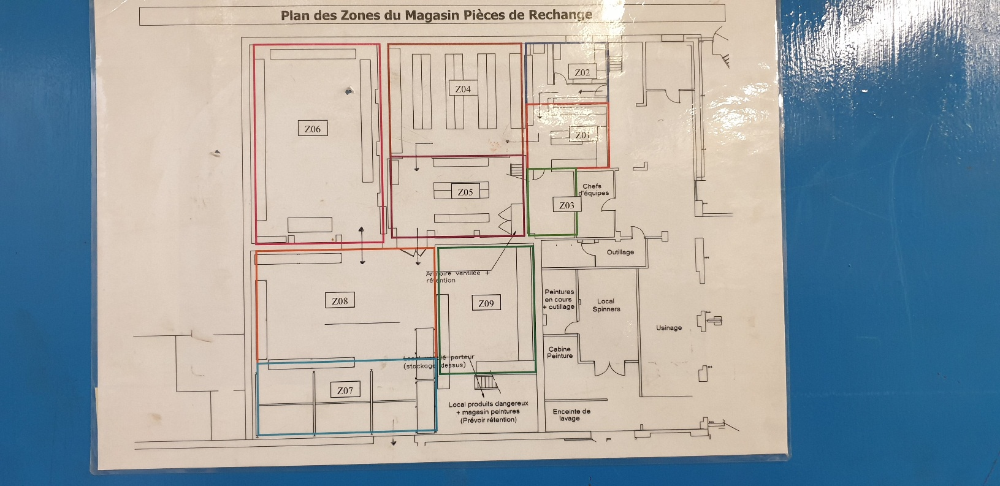 Plan des Zones du Magasin Pièces de Rechange
Z02
Z04
Z06
Z01
Chefs
d'équipes
Z05
Z03
Outillage
Armoire ventilée +
rétention
Z08
Z09
Peintures
en cours
+ outillage
Local
Spinners
Usinage
Cabine
Peinture
porteur
(stockage dessus)
Z07
Local produits dangereux
+ magasin peintures
(Prévoir rétention)
Enceinte de
lavage